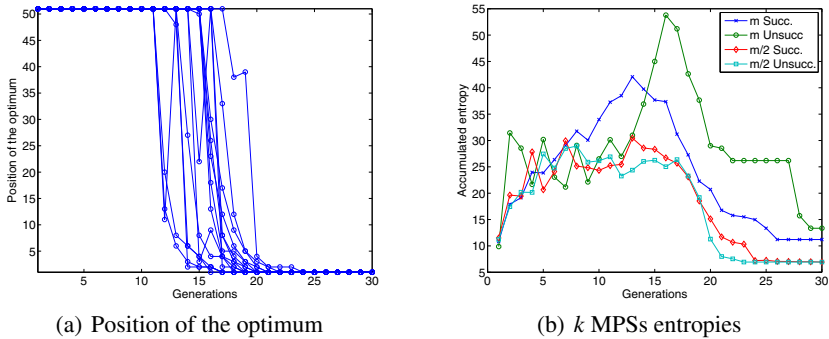 Position of the optimum
50
45
40
35
30
25
20
15
10
5
5 10 15 20 25 30
Generations
(a) Position of the optimum
Accumulated entropy
55
50
45
40
35
30
25
20
15
10
5
0 5 10 15 20 25 30
Generations
m Succ.
m Unsucc
m/2 Succ.
m/2 Unsucc.
(b) k MPSs entropies